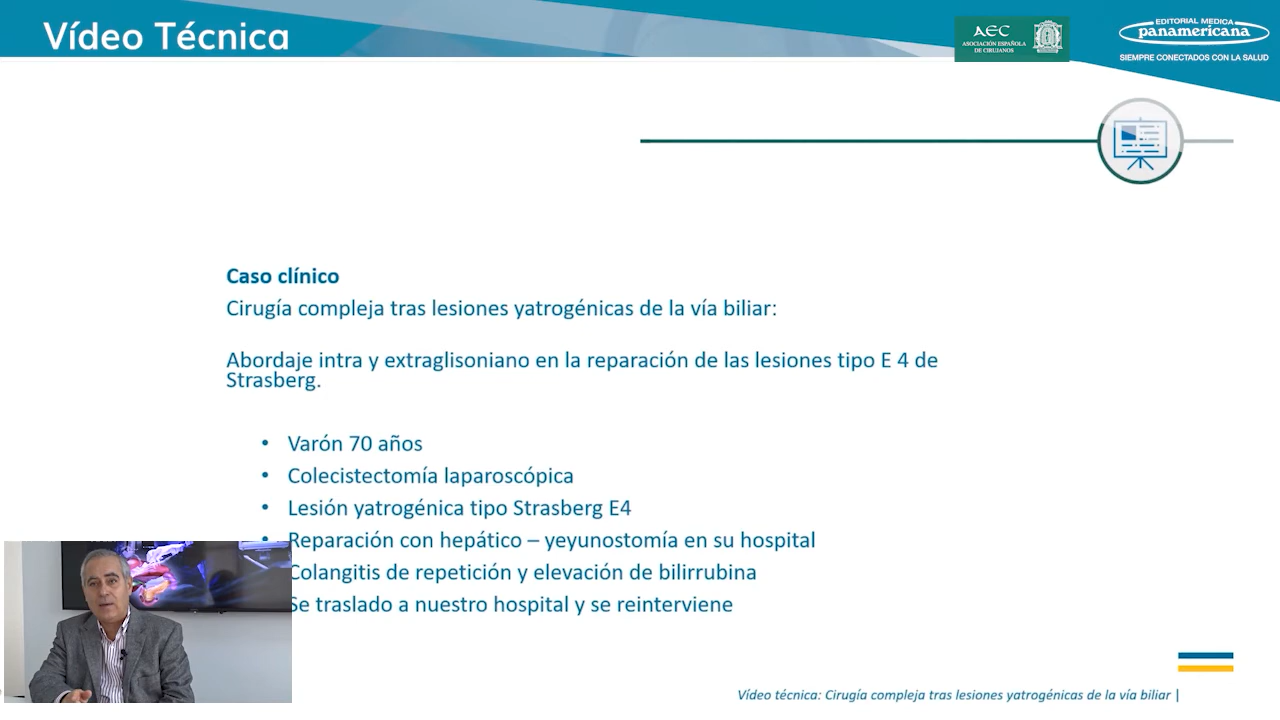 Vídeo Técnica
AEC
ASOCIACIÓN ESPAÑOLA
DE CIRUJANOS
EDITORIAL MEDICA
panamericana
SIEMPRE CONECTADOS CON LA SALUD
Caso clínico
Cirugía compleja tras lesiones yatrogénicas de la vía biliar:
Abordaje intra y extraglisoniano en la reparación de las lesiones tipo E 4 de
Strasberg.
• Varón 70 años
• Colecistectomía laparoscópica
• Lesión yatrogénica tipo Strasberg E4
• Reparación con hepático – yeyunostomía en su hospital
Colangitis de repetición y elevación de bilirrubina
Se traslado a nuestro hospital y se reinterviene
Vídeo técnica: Cirugía compleja tras lesiones yatrogénicas de la vía biliar |